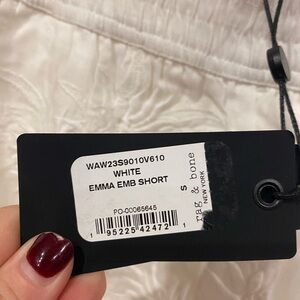 WAW23S9010V610
WHITE
EMMA EMB SHORT
S
PO-00065645
1 95225 42472 1
rag & bone
NEW YORK